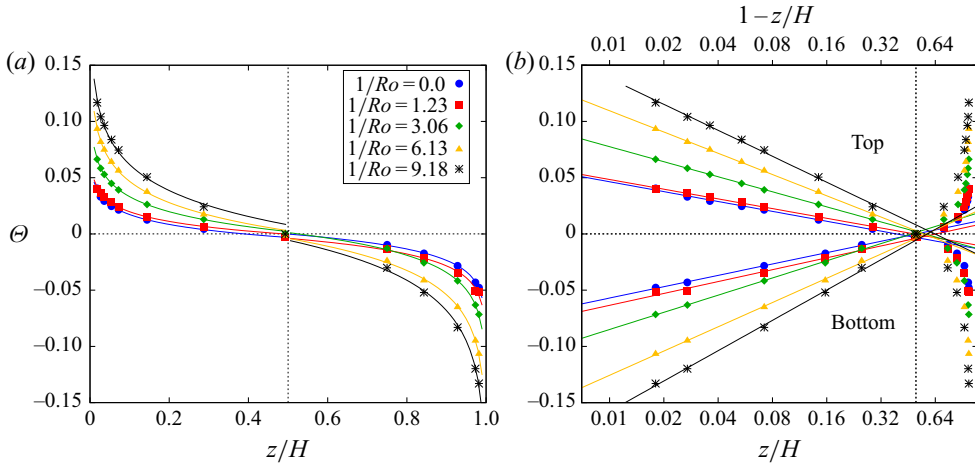 1 – z/H
0.01 0.02 0.04 0.08 0.16 0.32 0.64
(a)
0.15
0.10
0.05
0
−0.05
−0.10
−0.15
Θ
1/Ro = 0.0
1/Ro = 1.23
1/Ro = 3.06
1/Ro = 6.13
1/Ro = 9.18
0 0.2 0.4 0.6 0.8 1.0
z/H
(b)
0.15
0.10
0.05
0
−0.05
−0.10
−0.15
Top
Bottom
0.01 0.02 0.04 0.08 0.16 0.32 0.64
z/H